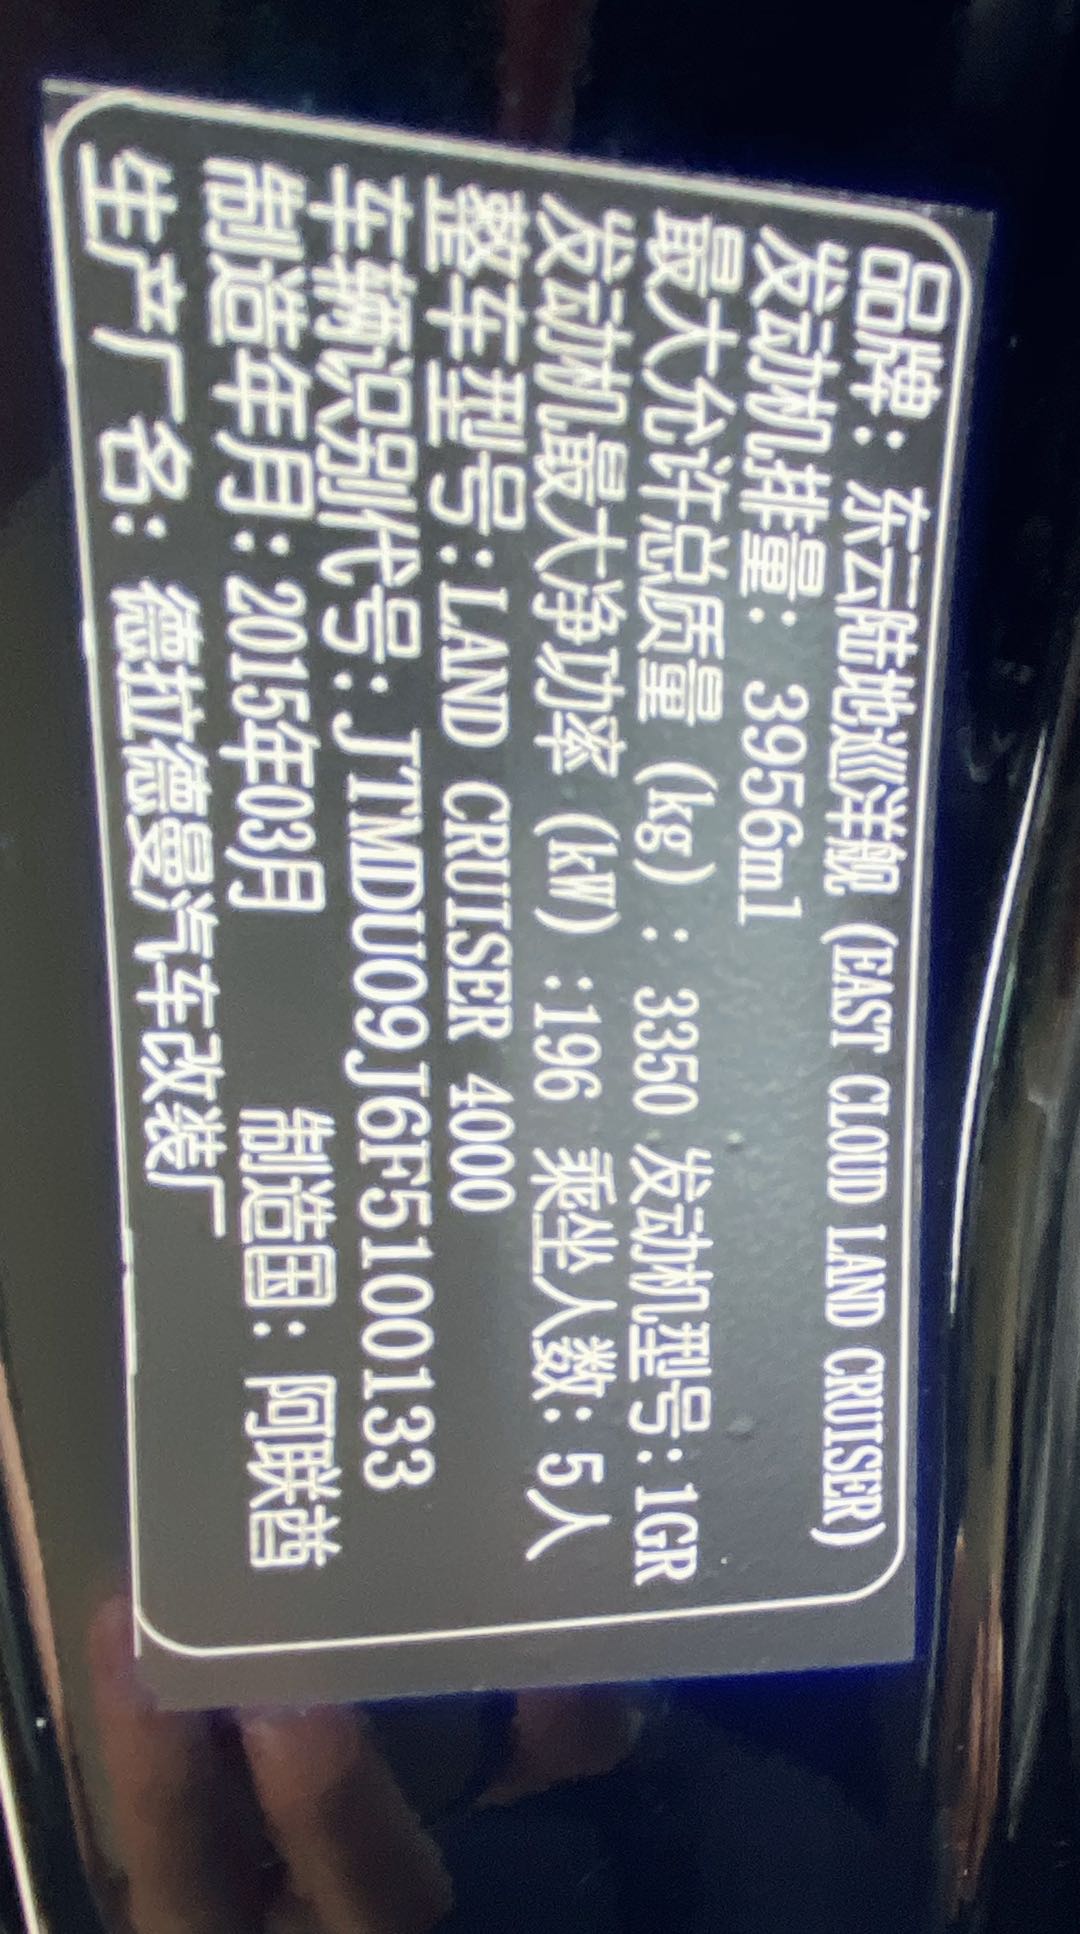 品牌：东云陆地巡洋舰（EAST CLOUD LAND CRUISER）
发动机排量：3956ml
最大允许总质量（kg）：3350 发动机型号：1GR
发动机最大净功率（kW）：196 乘坐人数：5人
整车型号：LAND CRUISER 4000
车辆识别代号：JTMDU09J6F5100133
制造年月：2015年03月 制造国：阿联酋
生产厂名：德拉德曼汽车改装厂